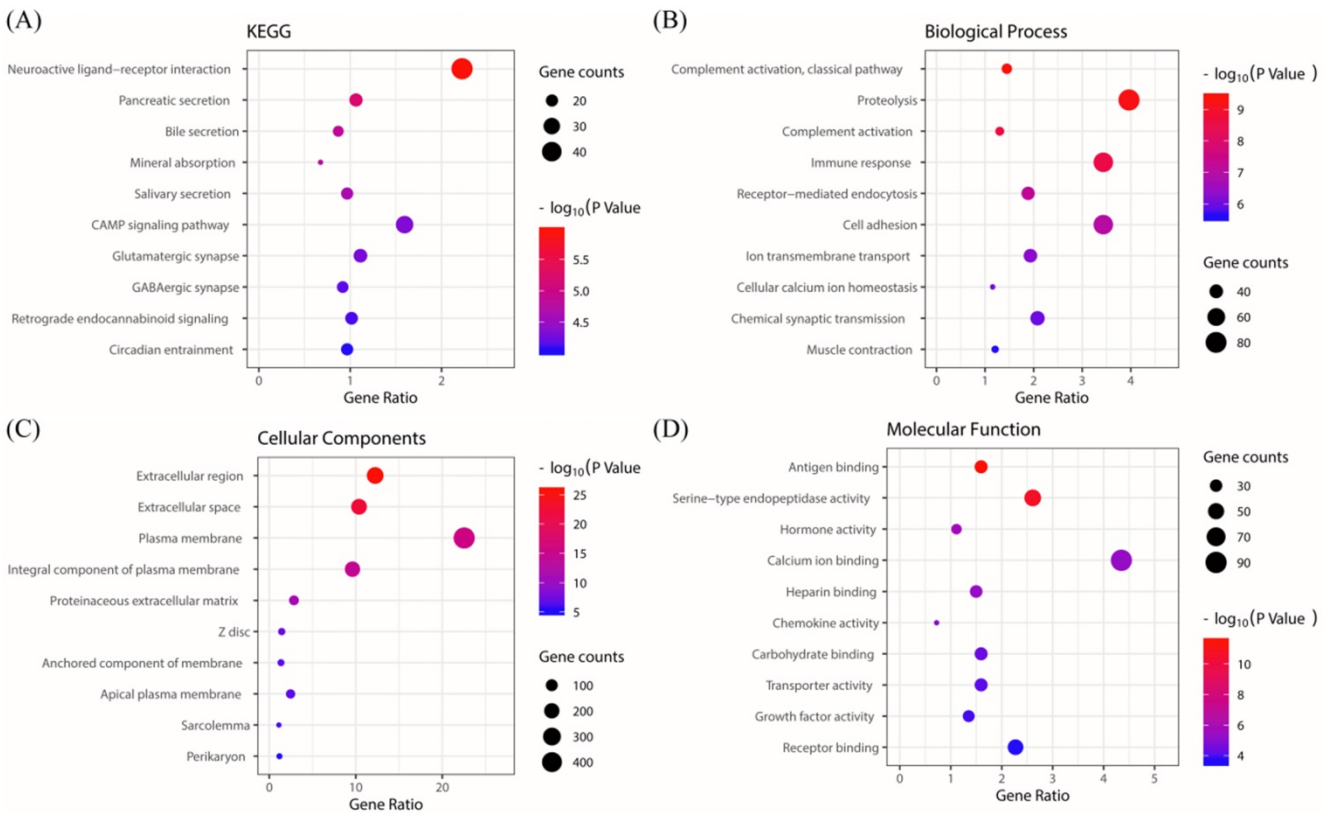 (A)
KEGG
Neuroactive ligand−receptor interaction
Pancreatic secretion
Bile secretion
Mineral absorption
Salivary secretion
CAMP signaling pathway
Glutamatergic synapse
GABAergic synapse
Retrograde endocannabinoid signaling
Circadian entrainment
0 1 2
Gene Ratio
Gene counts
20
30
40
- log10(P Value
5.5
5.0
4.5
(B)
Biological Process
Complement activation, classical pathway
Proteolysis
Complement activation
Immune response
Receptor−mediated endocytosis
Cell adhesion
Ion transmembrane transport
Cellular calcium ion homeostasis
Chemical synaptic transmission
Muscle contraction
0 1 2 3 4
Gene Ratio
- log10(P Value )
9
8
7
6
Gene counts
40
60
80
(C)
Cellular Components
Extracellular region
Extracellular space
Plasma membrane
Integral component of plasma membrane
Proteinaceous extracellular matrix
Z disc
Anchored component of membrane
Apical plasma membrane
Sarcolemma
Perikaryon
0 10 20
Gene Ratio
- log10(P Value
25
20
15
10
5
Gene counts
100
200
300
400
(D)
Molecular Function
Antigen binding
Serine−type endopeptidase activity
Hormone activity
Calcium ion binding
Heparin binding
Chemokine activity
Carbohydrate binding
Transporter activity
Growth factor activity
Receptor binding
0 1 2 3 4 5
Gene Ratio
Gene counts
30
50
70
90
- log10(P Value )
10
8
6
4